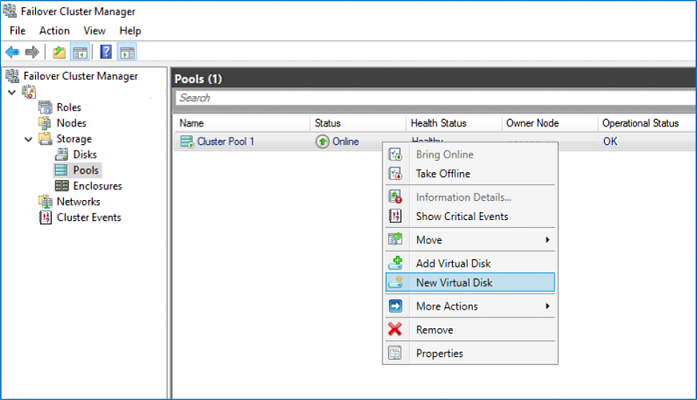 Failover Cluster Manager
File Action View Help
Failover Cluster Manager
Roles
Nodes
Storage
Disks
Pools
Enclosures
Networks
Cluster Events
Pools (1)
Search
Name Status Health Status Owner Node Operational Status
Cluster Pool 1 Online Healthy OK
Bring Online
Take Offline
Information Details...
Show Critical Events
Move
Add Virtual Disk
New Virtual Disk
More Actions
Remove
Properties